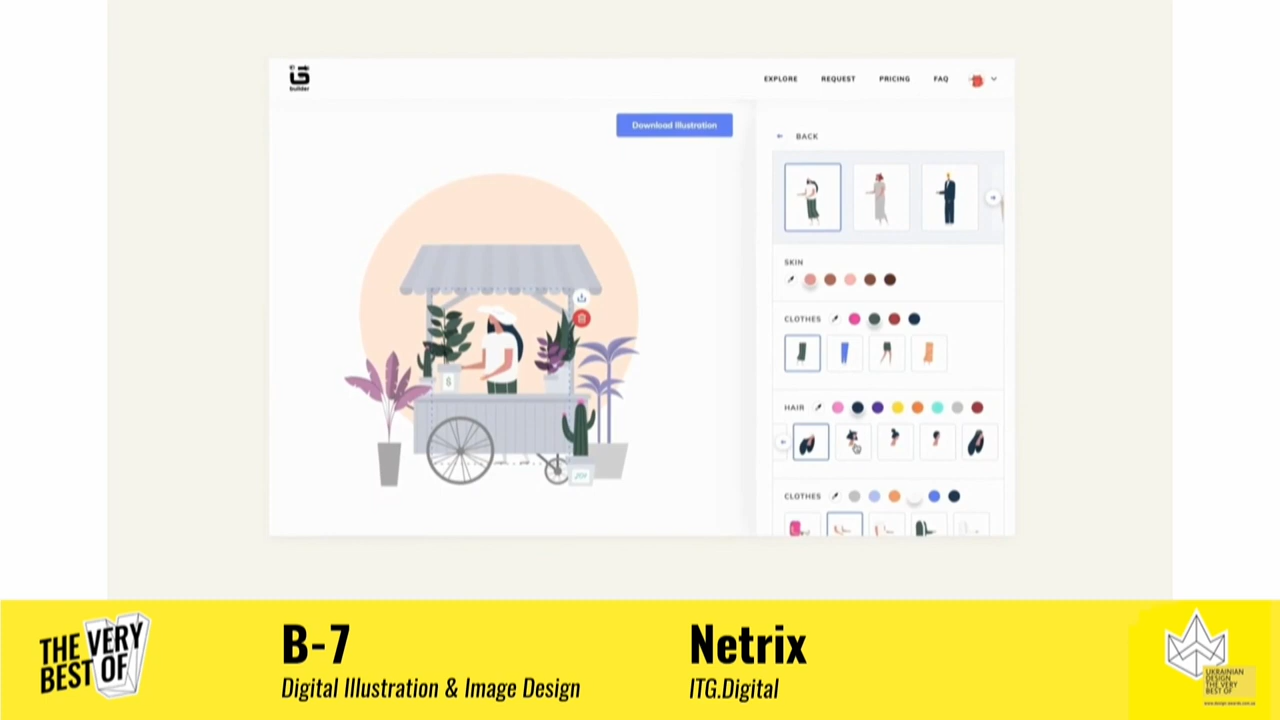 builder
EXPLORE
REQUEST
PRICING
FAQ
Download Illustration
BACK
SKIN
CLOTHES
HAIR
CLOTHES
$
JOY
THE VERY
BEST OF
B-7
Digital Illustration & Image Design
Netrix
ITG.Digital
UKRAINIAN
DESIGN
THE VERY
BEST OF